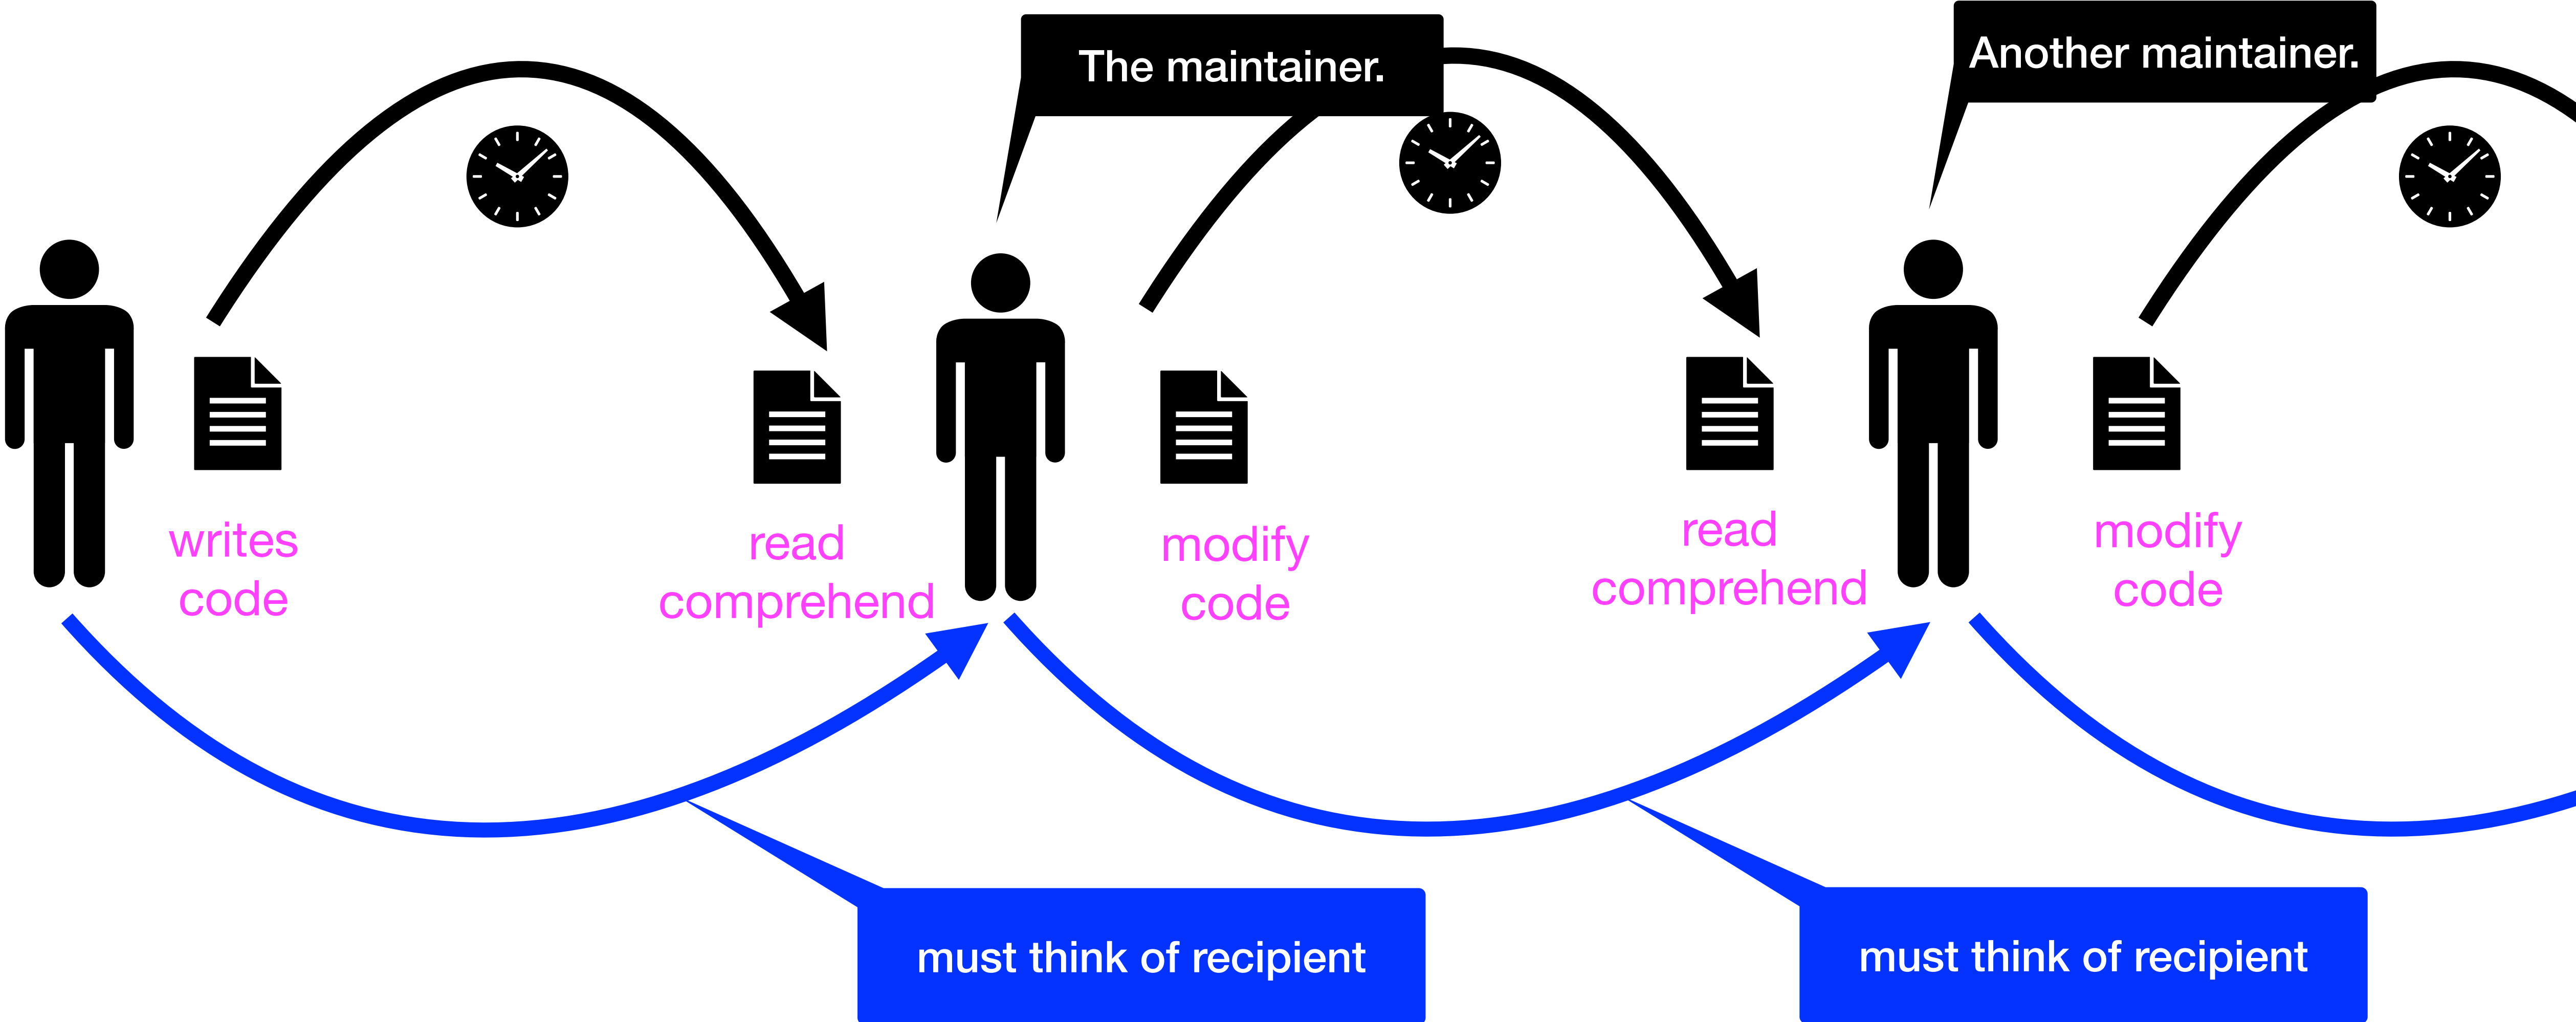 The maintainer.
Another maintainer.
writes
code
read
comprehend
modify
code
read
comprehend
modify
code
must think of recipient
must think of recipient